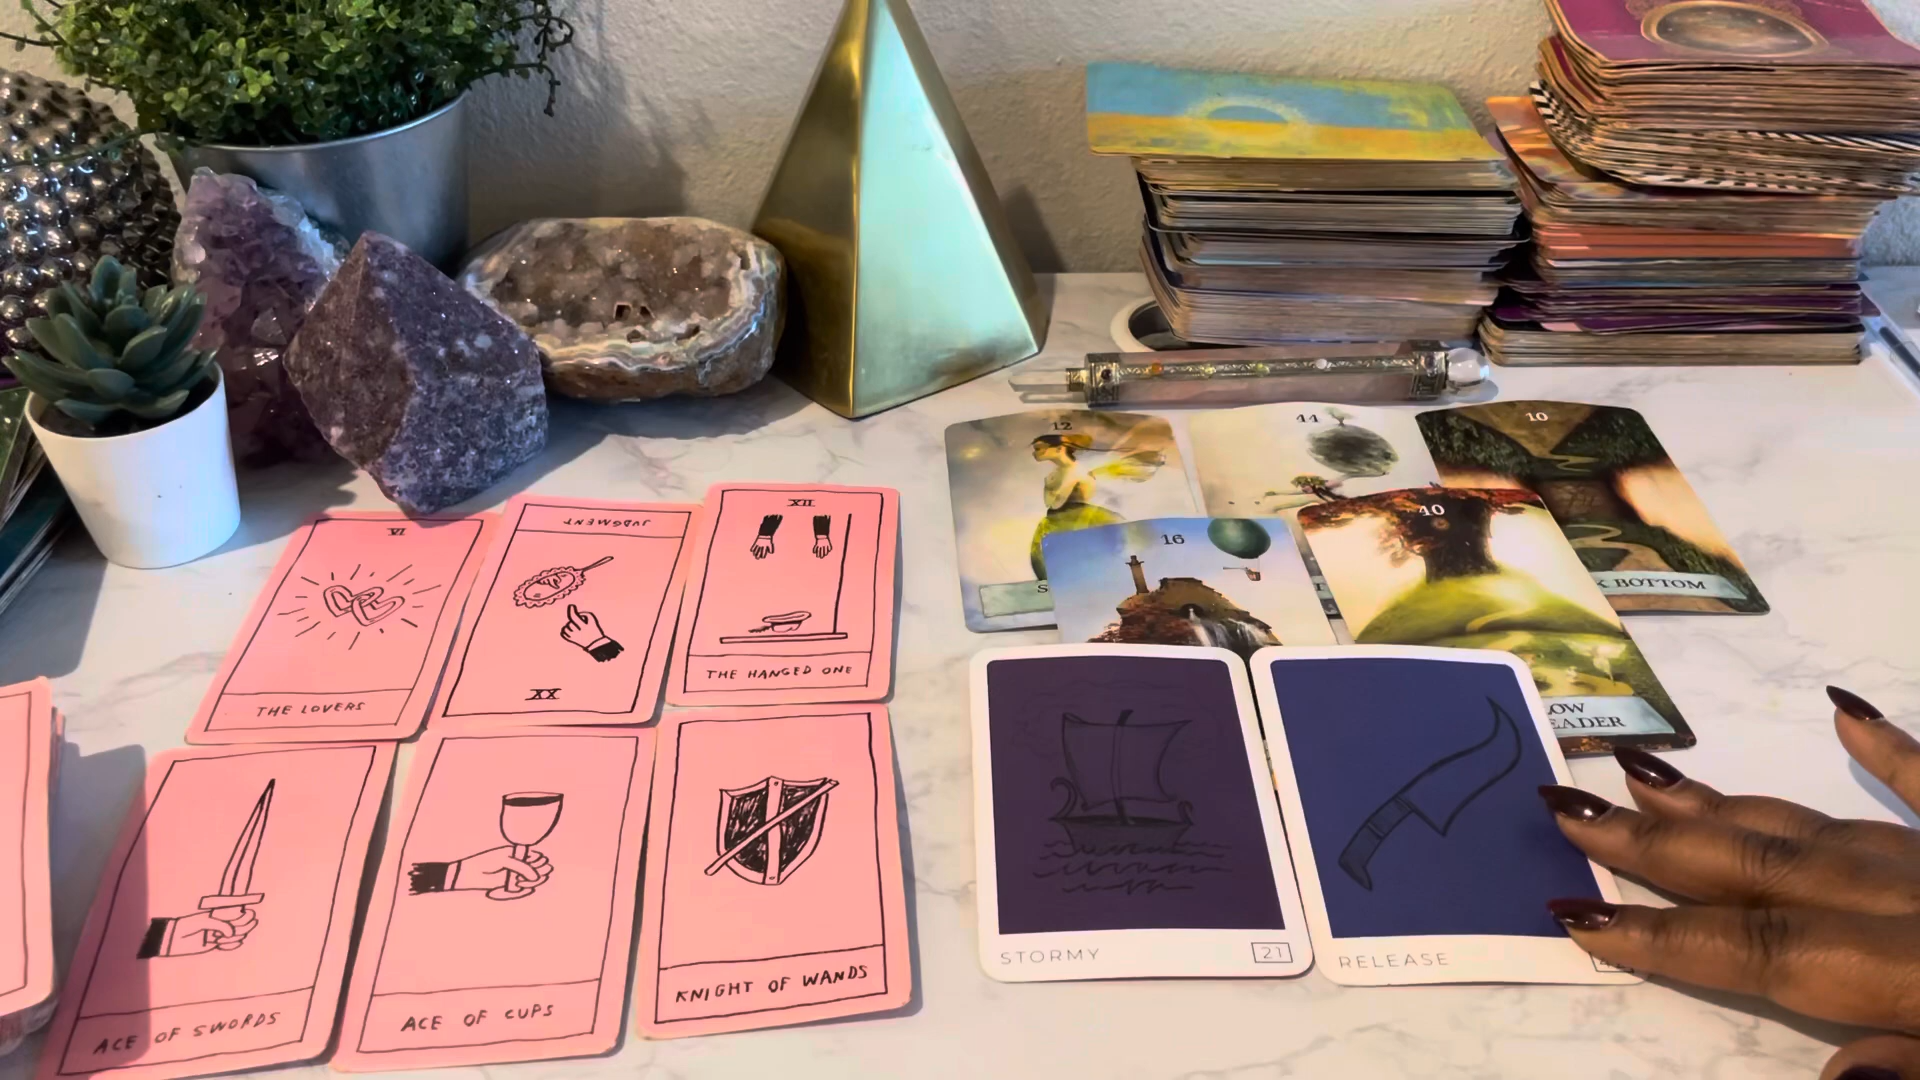 VI
THE LOVERS
JUDGMENT
XX
XII
THE HANGED ONE
ACE OF SWORDS
ACE OF CUPS
KNIGHT OF WANDS
12
44
10
BOTTOM
16
40
STORMY
21
RELEASE